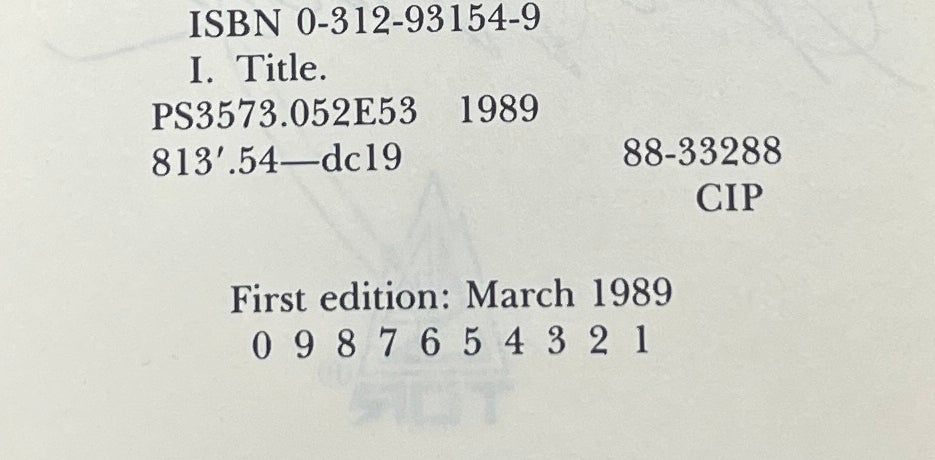 ISBN 0-312-93154-9
I. Title.
PS3573.052E53 1989
813'.54—dc19 88-33288
CIP
First edition: March 1989
0 9 8 7 6 5 4 3 2 1
TOR